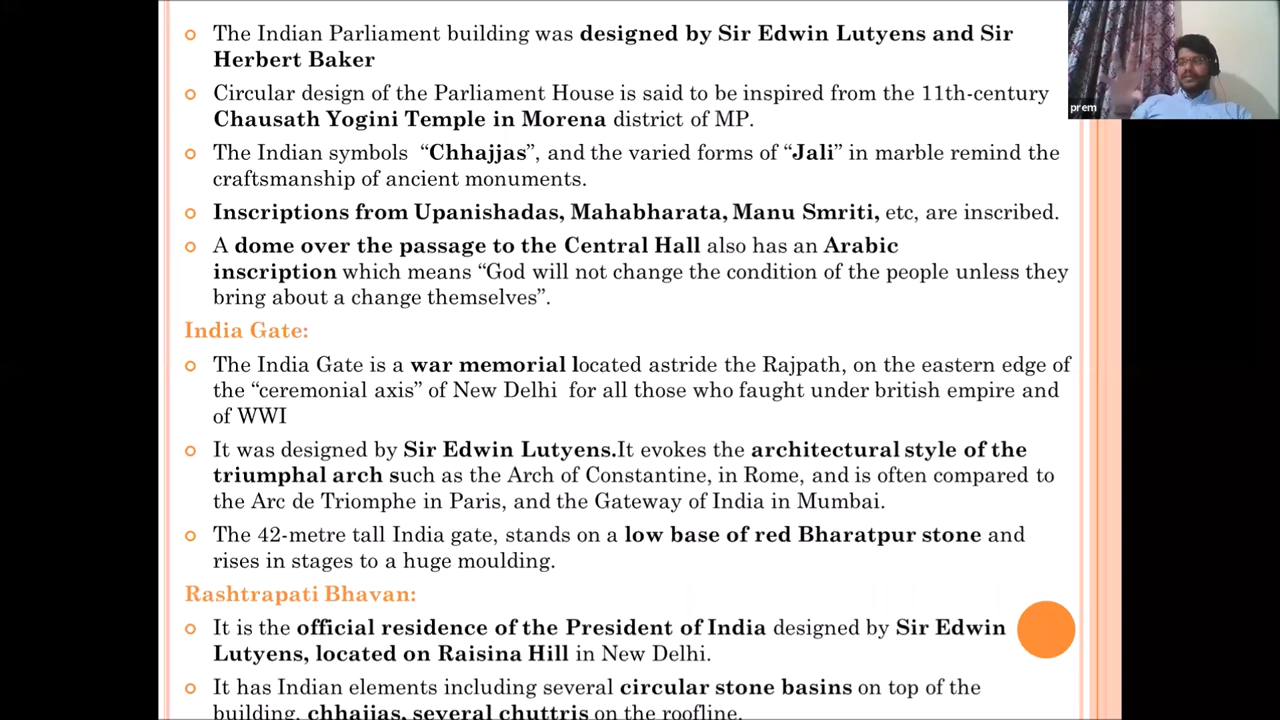 The Indian Parliament building was designed by Sir Edwin Lutyens and Sir
Herbert Baker
Circular design of the Parliament House is said to be inspired from the 11th-century
Chausath Yogini Temple in Morena district of MP.
The Indian symbols “Chhajjas”, and the varied forms of “Jali” in marble remind the
craftsmanship of ancient monuments.
Inscriptions from Upanishadas, Mahabharata, Manu Smriti, etc, are inscribed.
A dome over the passage to the Central Hall also has an Arabic
inscription which means “God will not change the condition of the people unless they
bring about a change themselves”.
India Gate:
The India Gate is a war memorial located astride the Rajpath, on the eastern edge of
the “ceremonial axis” of New Delhi for all those who faught under british empire and
of WWI
It was designed by Sir Edwin Lutyens.It evokes the architectural style of the
triumphal arch such as the Arch of Constantine, in Rome, and is often compared to
the Arc de Triomphe in Paris, and the Gateway of India in Mumbai.
The 42-metre tall India gate, stands on a low base of red Bharatpur stone and
rises in stages to a huge moulding.
Rashtrapati Bhavan:
It is the official residence of the President of India designed by Sir Edwin
Lutyens, located on Raisina Hill in New Delhi.
It has Indian elements including several circular stone basins on top of the
building, chhajjas, several chuttris on the roofline.
prem